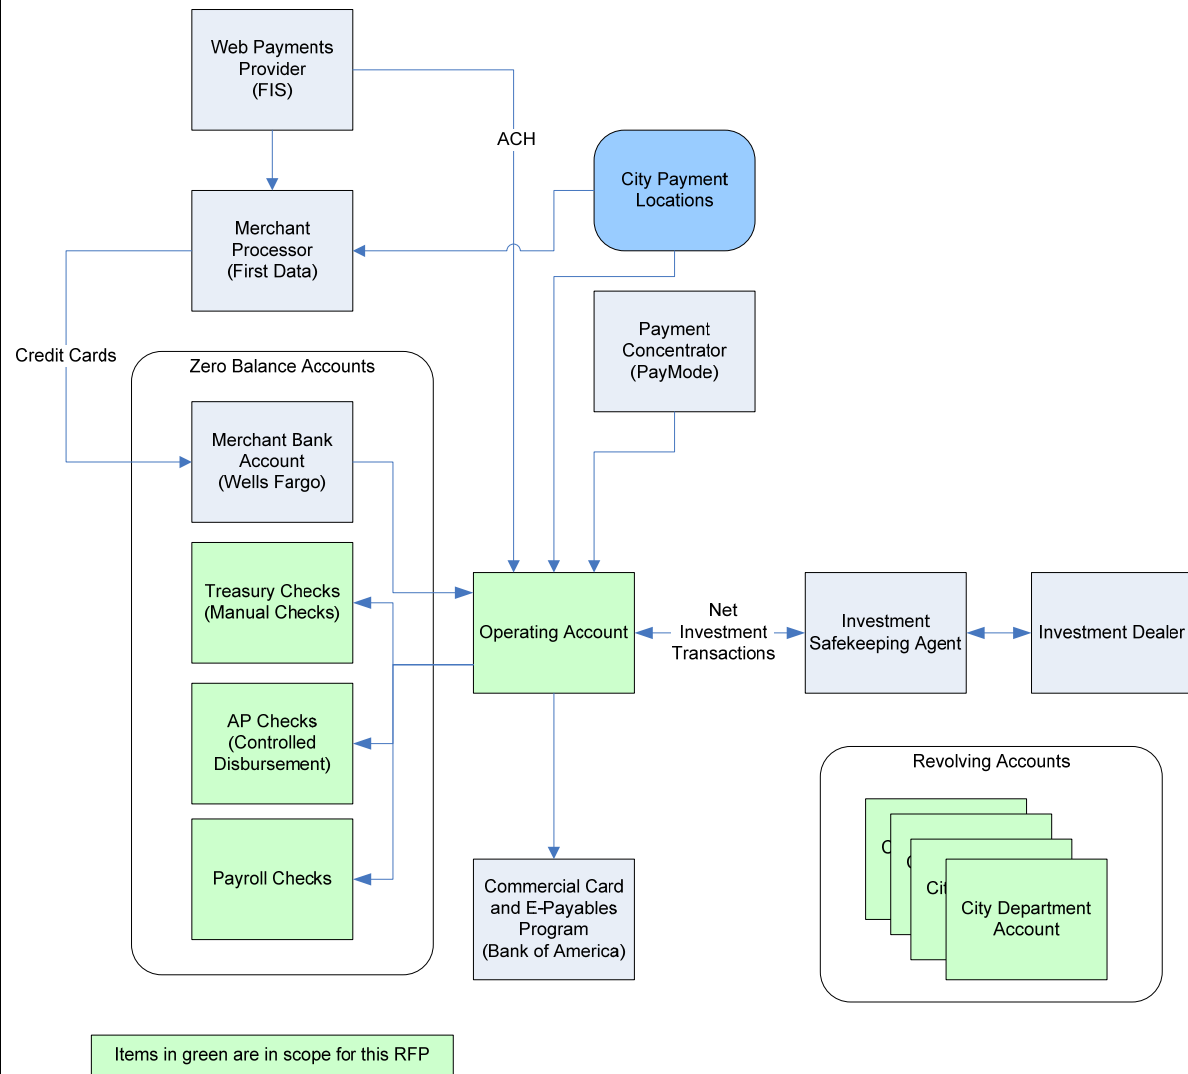 Web Payments
Provider
(FIS)
ACH
City Payment
Locations
Merchant
Processor
(First Data)
Payment
Concentrator
(PayMode)
Credit Cards
Zero Balance Accounts
Merchant Bank
Account
(Wells Fargo)
Treasury Checks
(Manual Checks)
Operating Account
Net
Investment
Transactions
Investment
Safekeeping Agent
Investment Dealer
AP Checks
(Controlled
Disbursement)
Revolving Accounts
Payroll Checks
Commercial Card
and E-Payables
Program
(Bank of America)
C
C
Cit
City Department
Account
Items in green are in scope for this RFP